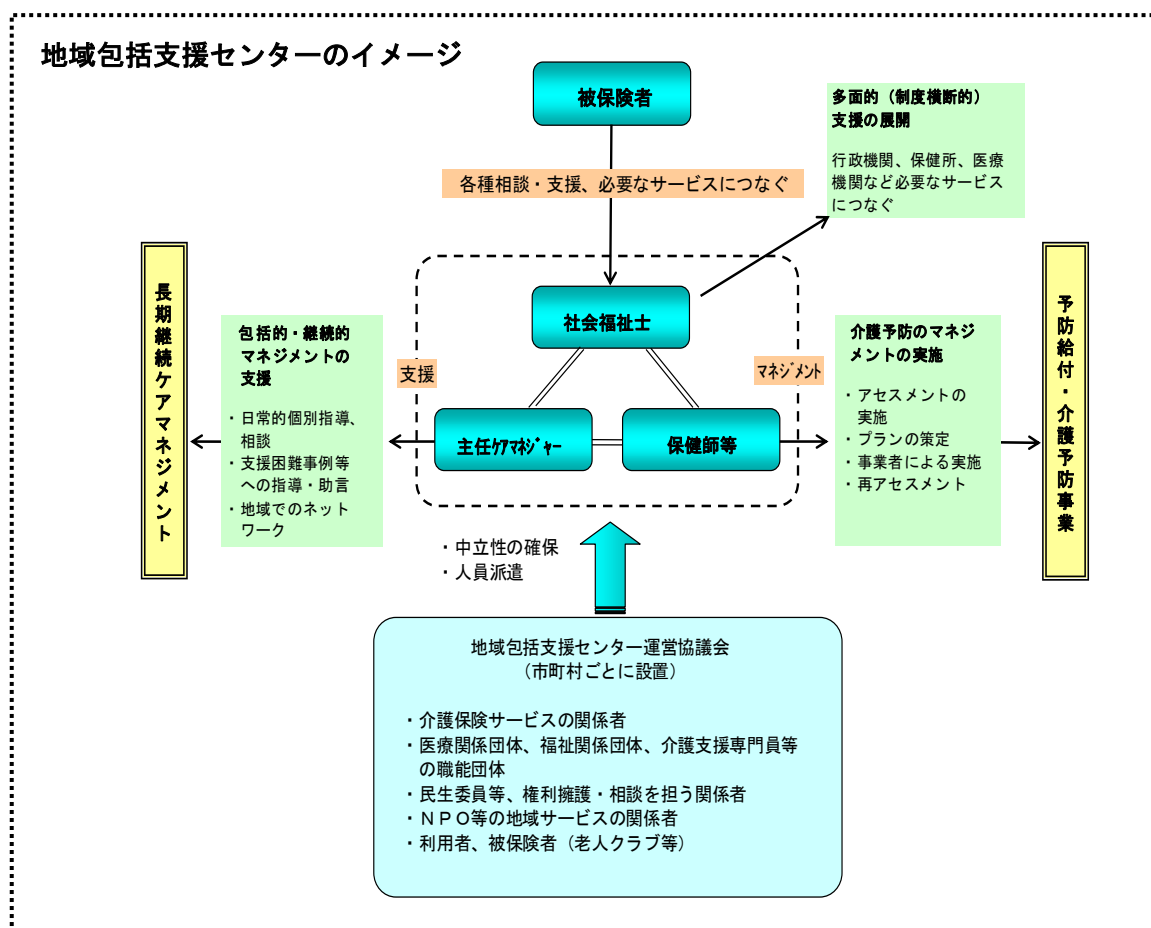 地域包括支援センターのイメージ
被保険者
各種相談・支援、必要なサービスにつなぐ
多面的（制度横断的）
支援の展開
行政機関、保健所、医療
機関など必要なサービス
につなぐ
長期継続ケアマネジメント
包括的・継続的
マネジメントの
支援
・日常的個別指導、
相談
・支援困難事例等
への指導・助言
・地域でのネット
ワーク
支援
社会福祉士
主任ｹｱﾏﾈｼﾞｬｰ
保健師等
マネジメント
介護予防のマネジ
メントの実施
・アセスメントの
実施
・プランの策定
・事業者による実施
・再アセスメント
予防給付・介護予防事業
・中立性の確保
・人員派遣
地域包括支援センター運営協議会
（市町村ごとに設置）
・介護保険サービスの関係者
・医療関係団体、福祉関係団体、介護支援専門員等
の職能団体
・民生委員等、権利擁護・相談を担う関係者
・ＮＰＯ等の地域サービスの関係者
・利用者、被保険者（老人クラブ等）